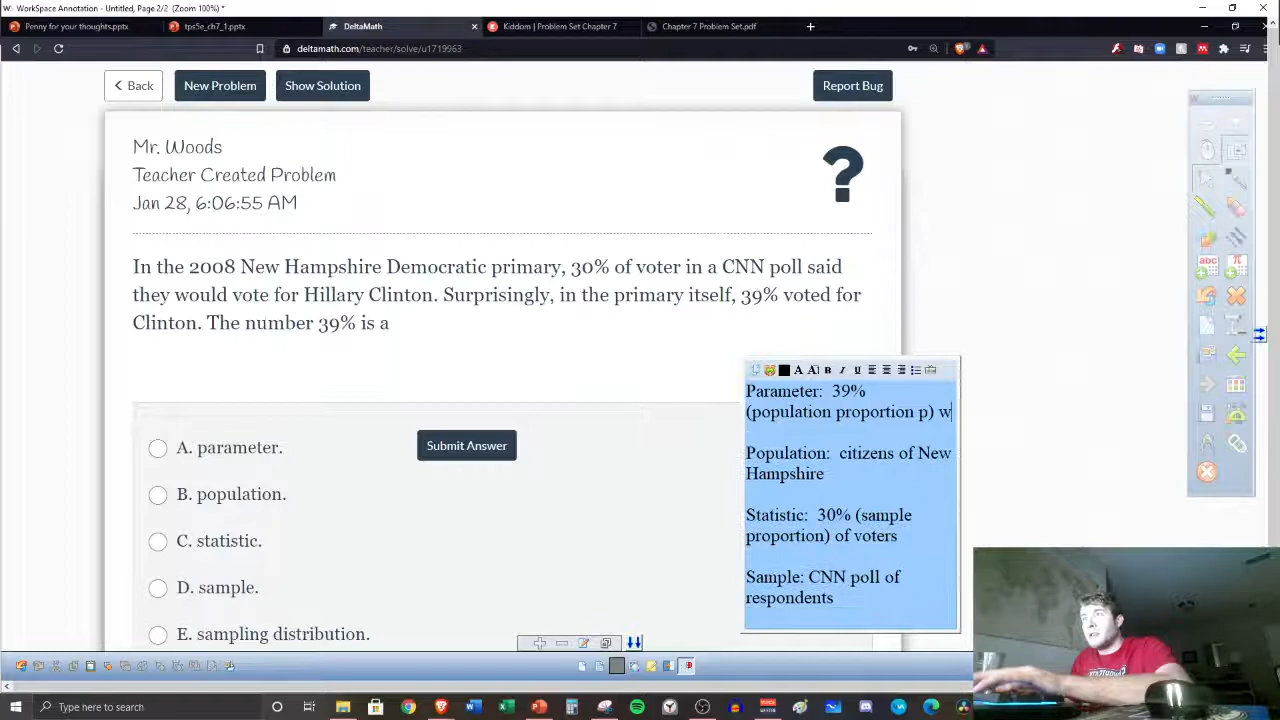 WorkSpace Annotation - Untitled, Page 2/2 (Zoom 100%) *
Penny for your thoughts.pptx
tps5e_ch7_1.pptx
DeltaMath
Kiddom | Problem Set Chapter 7
Chapter 7 Problem Set.pdf
deltamath.com/teacher/solve/u1719963
Back
New Problem
Show Solution
Report Bug
Mr. Woods
Teacher Created Problem
Jan 28, 6:06:55 AM
?
In the 2008 New Hampshire Democratic primary, 30% of voter in a CNN poll said
they would vote for Hillary Clinton. Surprisingly, in the primary itself, 39% voted for
Clinton. The number 39% is a
A. parameter.
B. population.
C. statistic.
D. sample.
E. sampling distribution.
Submit Answer
Parameter: 39%
(population proportion p) w
Population: citizens of New
Hampshire
Statistic: 30% (sample
proportion) of voters
Sample: CNN poll of
respondents
abc
π
Type here to search